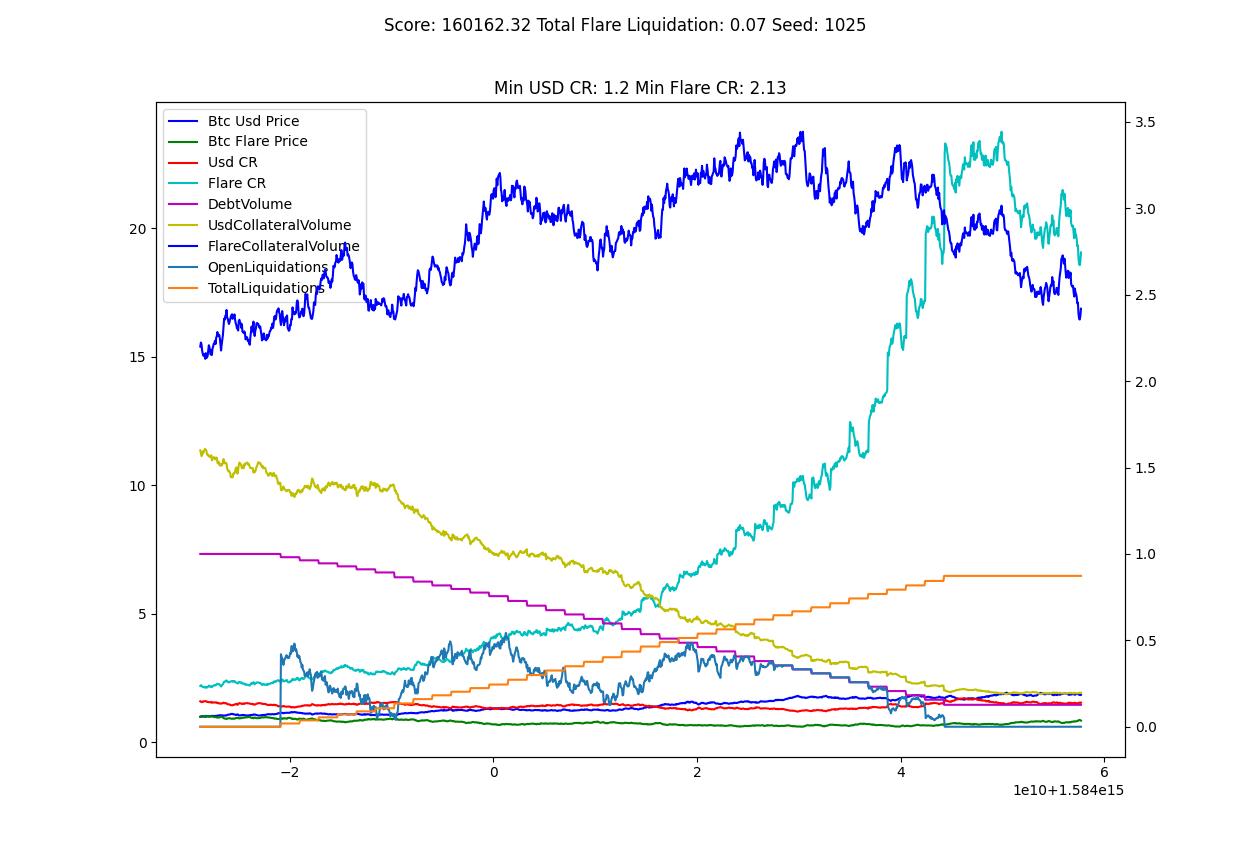 Score: 160162.32 Total Flare Liquidation: 0.07 Seed: 1025
Min USD CR: 1.2 Min Flare CR: 2.13
Btc Usd Price
Btc Flare Price
Usd CR
Flare CR
DebtVolume
UsdCollateralVolume
FlareCollateralVolume
OpenLiquidations
TotalLiquidations
20
15
10
5
0
3.5
3.0
2.5
2.0
1.5
1.0
0.5
0.0
−2 0 2 4 6
1e10+1.584e15